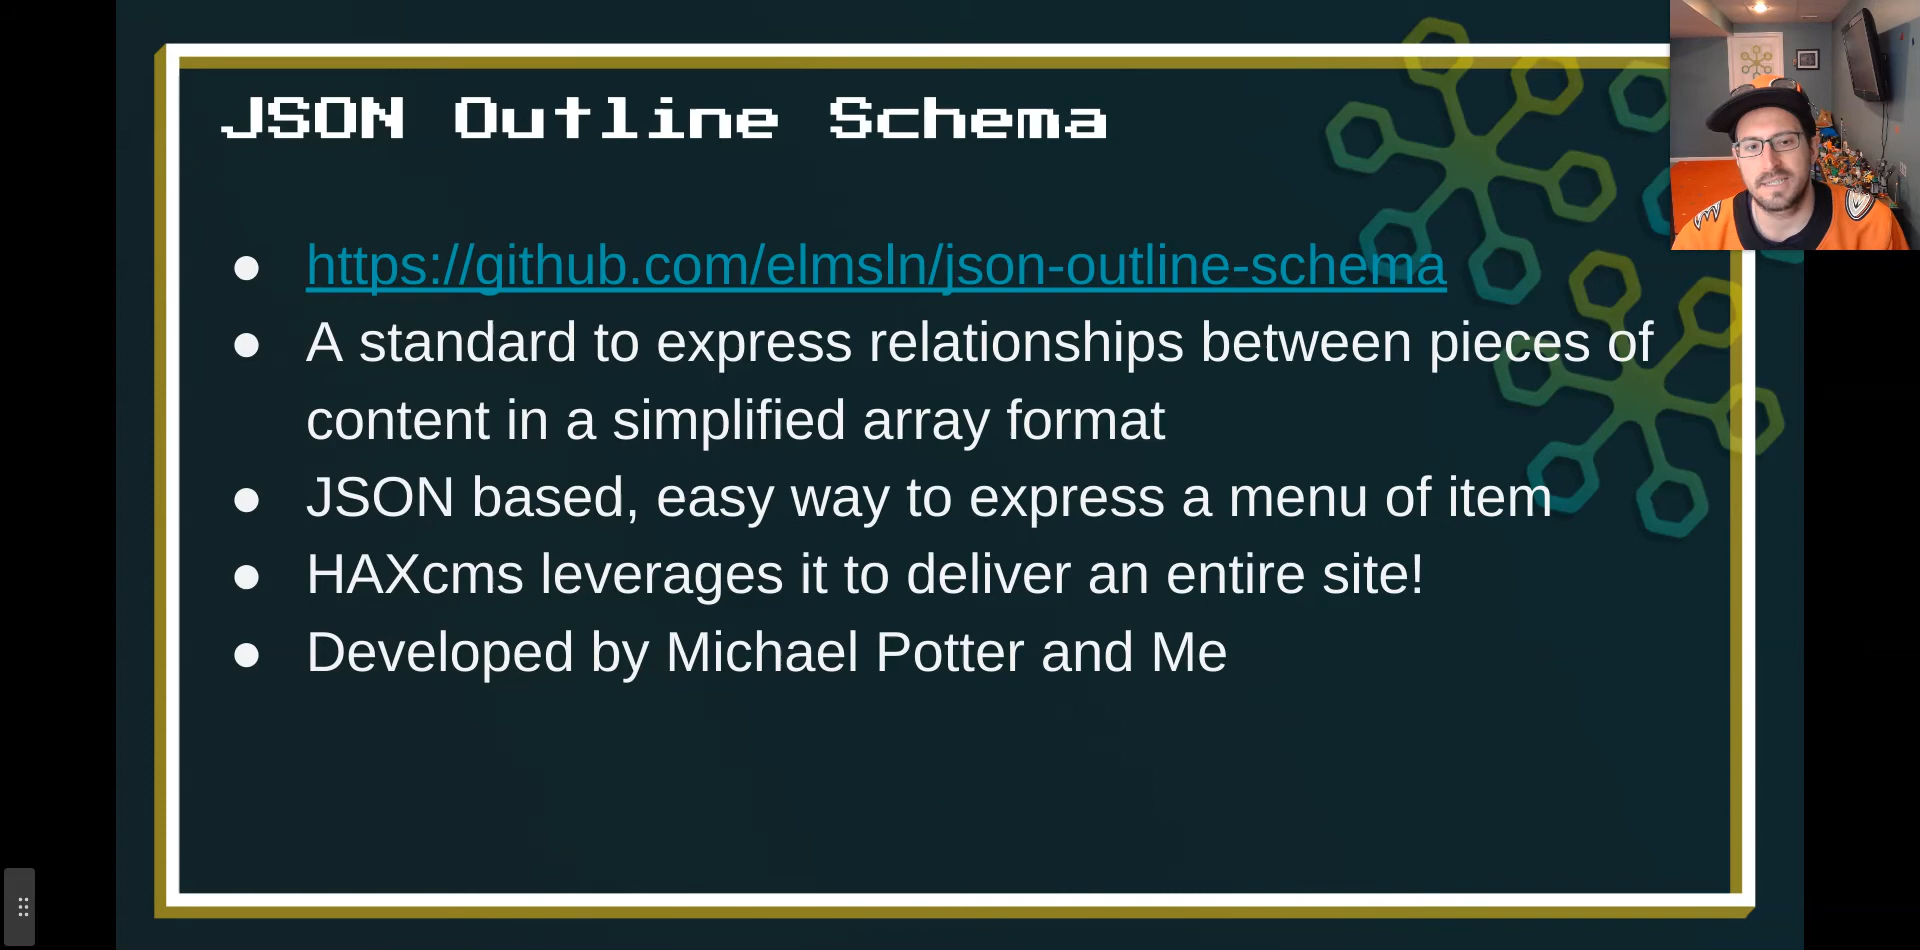 JSON Outline Schema
https://github.com/elmsln/json-outline-schema
A standard to express relationships between pieces of
content in a simplified array format
JSON based, easy way to express a menu of item
HAXcms leverages it to deliver an entire site!
Developed by Michael Potter and Me